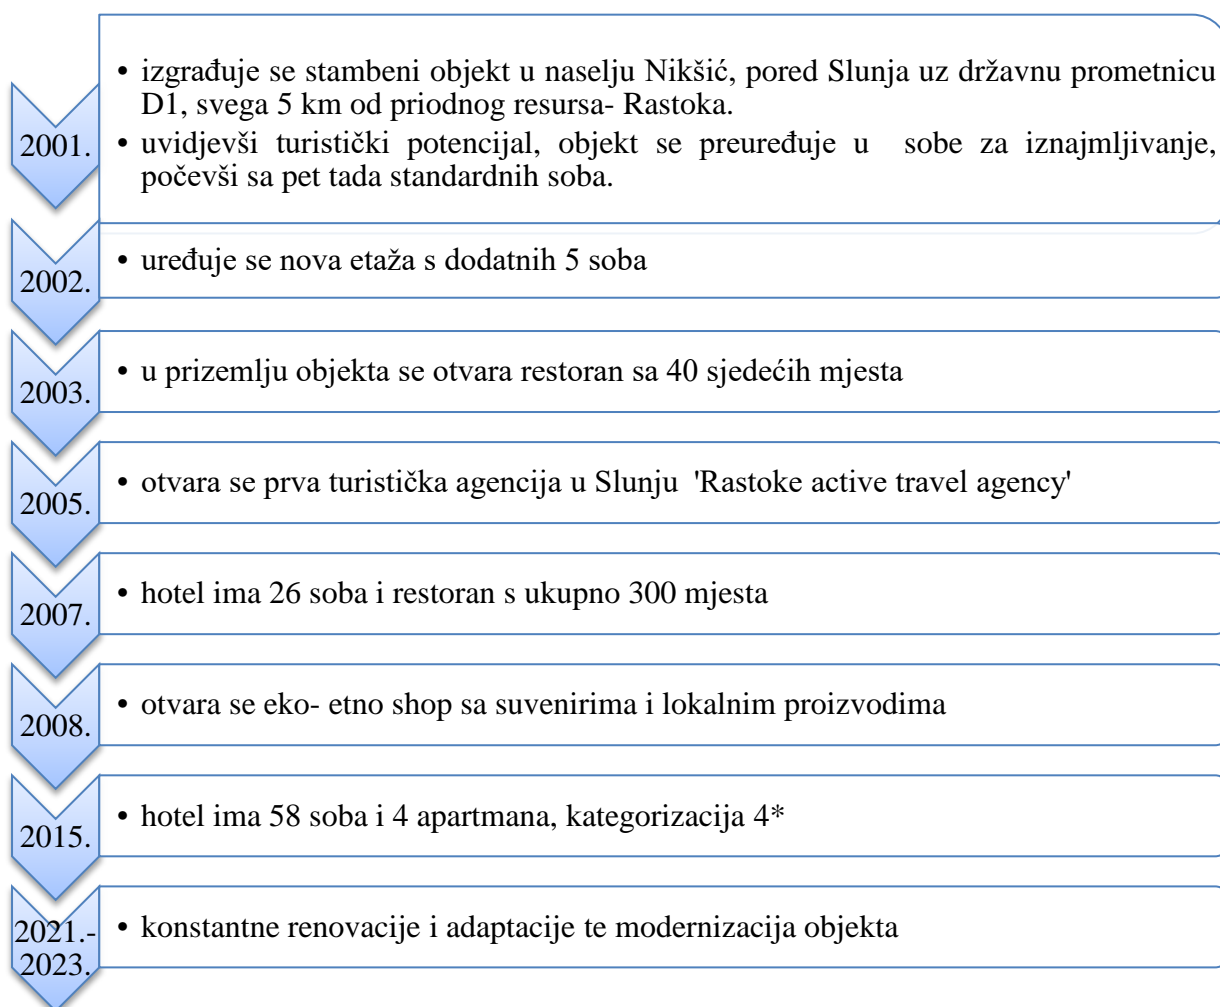 2001.
• izgrađuje se stambeni objekt u naselju Nikšić, pored Slunja uz državnu prometnicu
D1, svega 5 km od priodnog resursa- Rastoka.
• uvidjevši turistički potencijal, objekt se preuređuje u sobe za iznajmljivanje,
počevši sa pet tada standardnih soba.
2002.
• uređuje se nova etaža s dodatnih 5 soba
2003.
• u prizemlju objekta se otvara restoran sa 40 sjedećih mjesta
2005.
• otvara se prva turistička agencija u Slunju 'Rastoke active travel agency'
2007.
• hotel ima 26 soba i restoran s ukupno 300 mjesta
2008.
• otvara se eko- etno shop sa suvenirima i lokalnim proizvodima
2015.
• hotel ima 58 soba i 4 apartmana, kategorizacija 4*
2021.-
2023.
• konstantne renovacije i adaptacije te modernizacija objekta